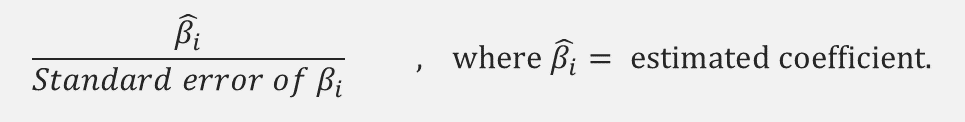 β̂ᵢ
Standard error of βᵢ , where β̂ᵢ = estimated coefficient.